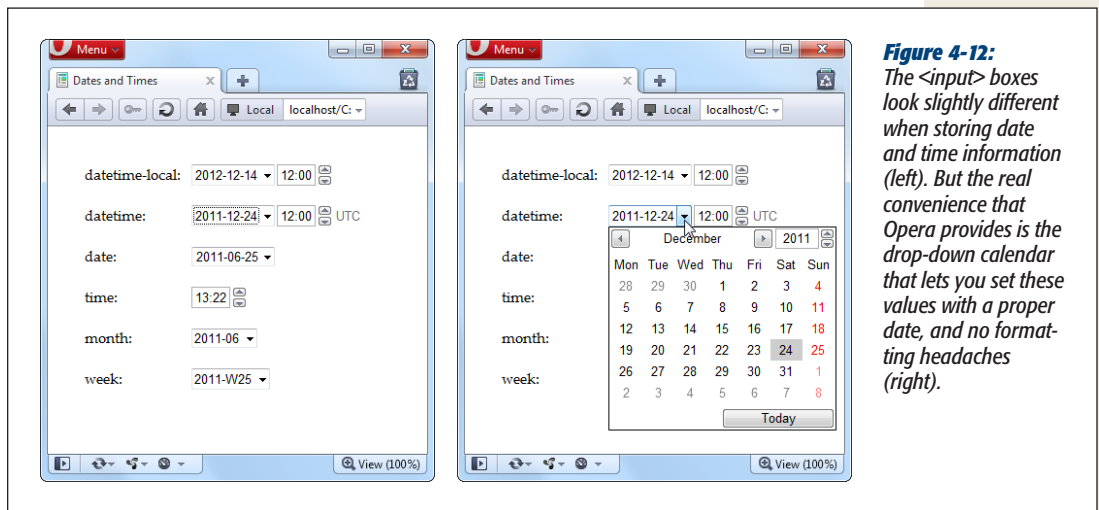 Menu
Dates and Times
Local localhost/C:
datetime-local: 2012-12-14 12:00
datetime: 2011-12-24 12:00 UTC
date: 2011-06-25
time: 13:22
month: 2011-06
week: 2011-W25
View (100%)
Menu
Dates and Times
Local localhost/C:
datetime-local: 2012-12-14 12:00
datetime: 2011-12-24 12:00 UTC
date:
time:
month:
week:
December 2011
Mon Tue Wed Thu Fri Sat Sun
28 29 30 1 2 3 4
5 6 7 8 9 10 11
12 13 14 15 16 17 18
19 20 21 22 23 24 25
26 27 28 29 30 31 1
2 3 4 5 6 7 8
Today
View (100%)
Figure 4-12:
The <input> boxes
look slightly different
when storing date
and time information
(left). But the real
convenience that
Opera provides is the
drop-down calendar
that lets you set these
values with a proper
date, and no format-
ting headaches
(right).